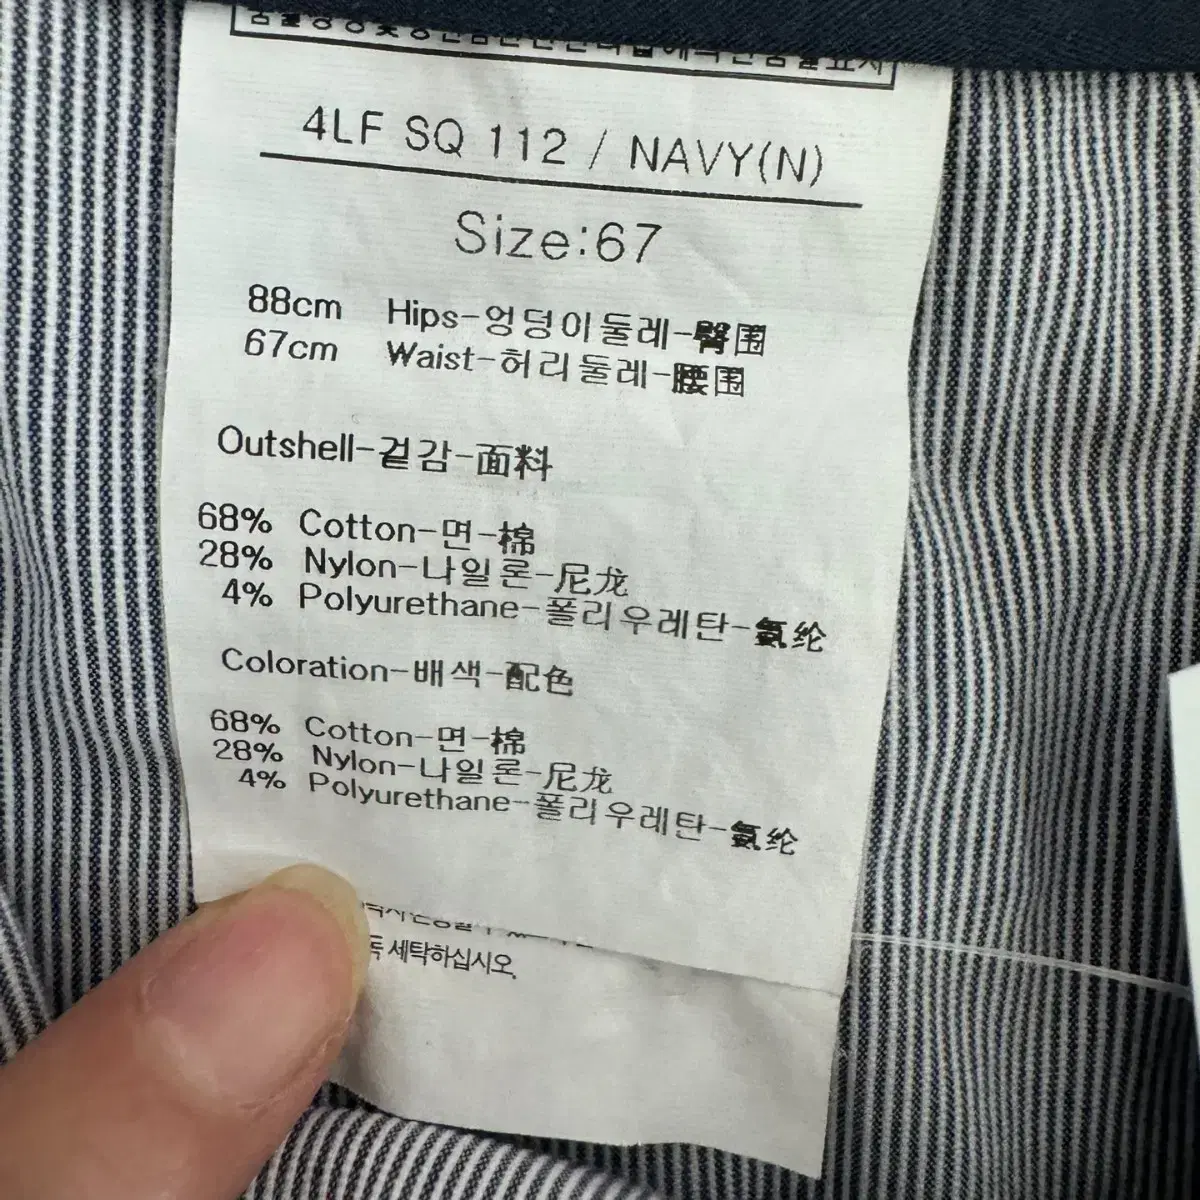 4LF SQ 112 / NAVY(N)
Size:67
88cm Hips-엉덩이둘레-臀围
67cm Waist-허리둘레-腰围
Outshell-겉감-面料
68% Cotton-면-棉
28% Nylon-나일론-尼龙
4% Polyurethane-폴리우레탄-氨纶
Coloration-배색-配色
68% Cotton-면-棉
28% Nylon-나일론-尼龙
4% Polyurethane-폴리우레탄-氨纶
독 세탁하십시오.